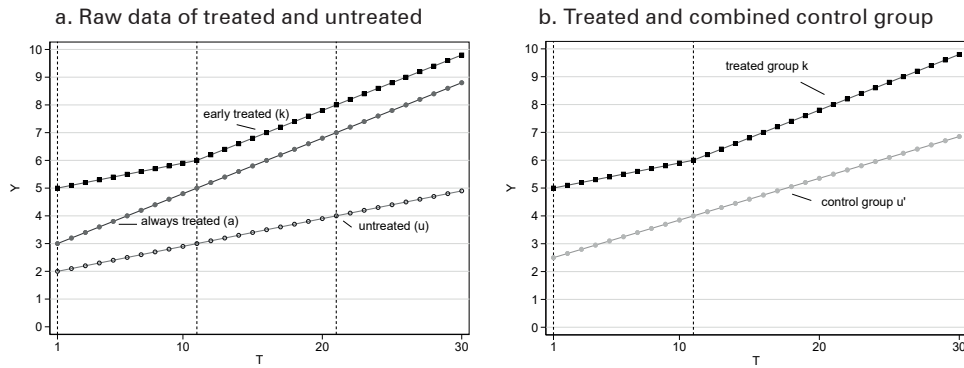 a. Raw data of treated and untreated
10
9
8
7
6
5
4
3
2
1
0
Y
early treated (k)
always treated (a)
untreated (u)
1
10
20
30
T
b. Treated and combined control group
10
9
8
7
6
5
4
3
2
1
0
Y
treated group k
control group u'
1
10
20
30
T